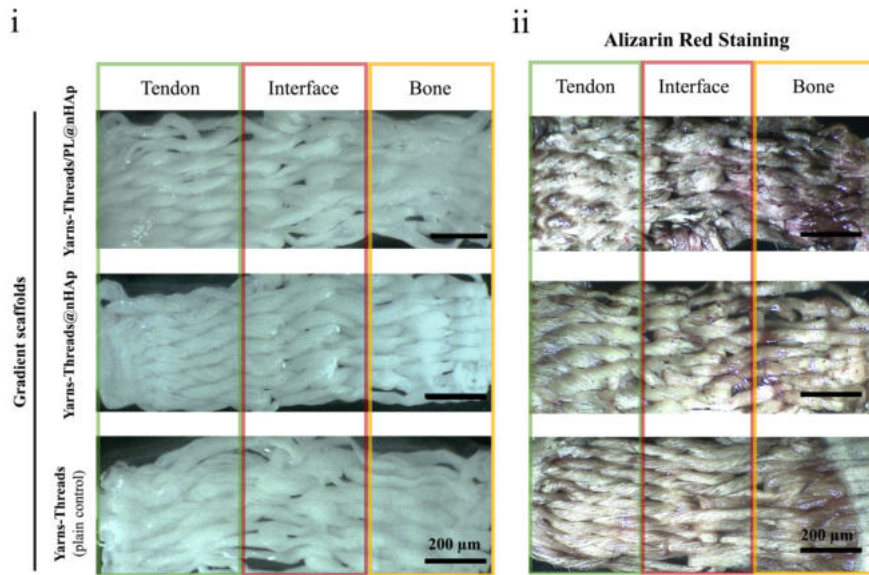 i
Tendon
Interface
Bone
Gradient scaffolds
Yarns-Threads/PL@nHAp
Yarns-Threads@nHAp
Yarns-Threads
(plain control)
200 µm
ii
Alizarin Red Staining
Tendon
Interface
Bone
200 µm